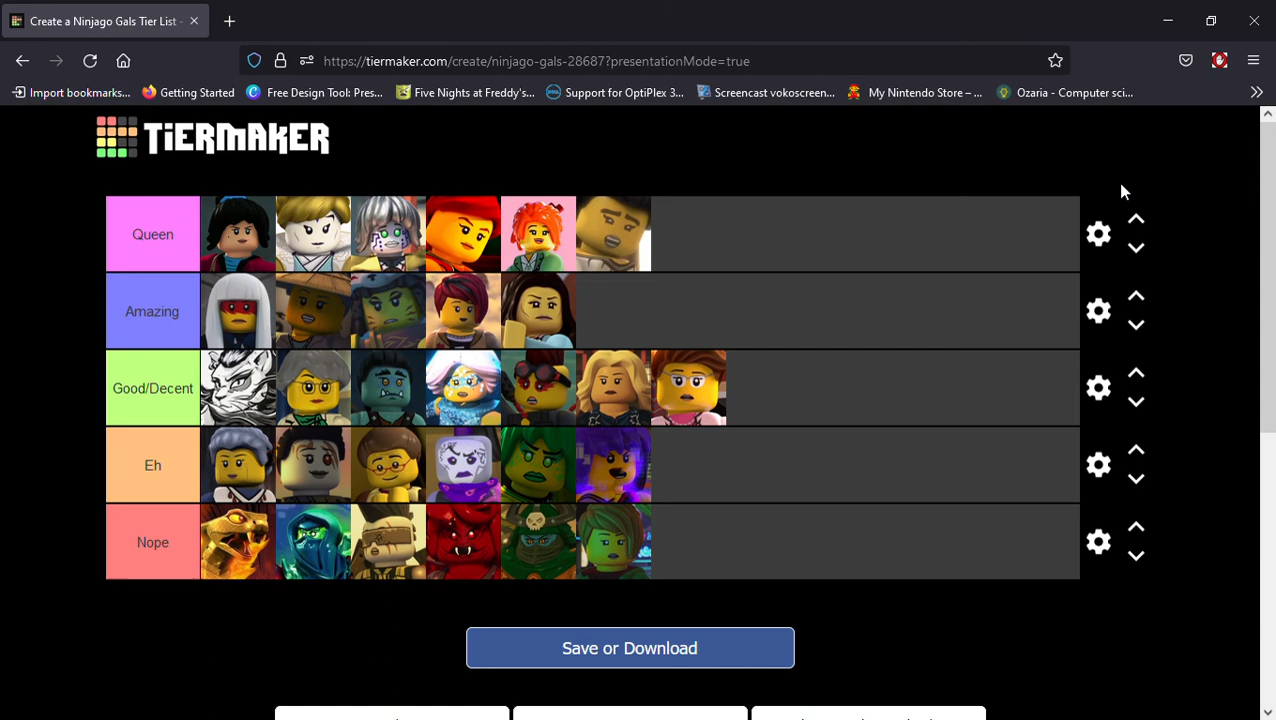 Create a Ninjago Gals Tier List -
https://tiermaker.com/create/ninjago-gals-28687?presentationMode=true
Import bookmarks...
Getting Started
Free Design Tool: Pres...
Five Nights at Freddy's...
Support for OptiPlex 3...
Screencast vokoscreen...
My Nintendo Store – ...
Ozaria - Computer sci...
TiERMAKER
Queen
Amazing
Good/Decent
Eh
Nope
Save or Download